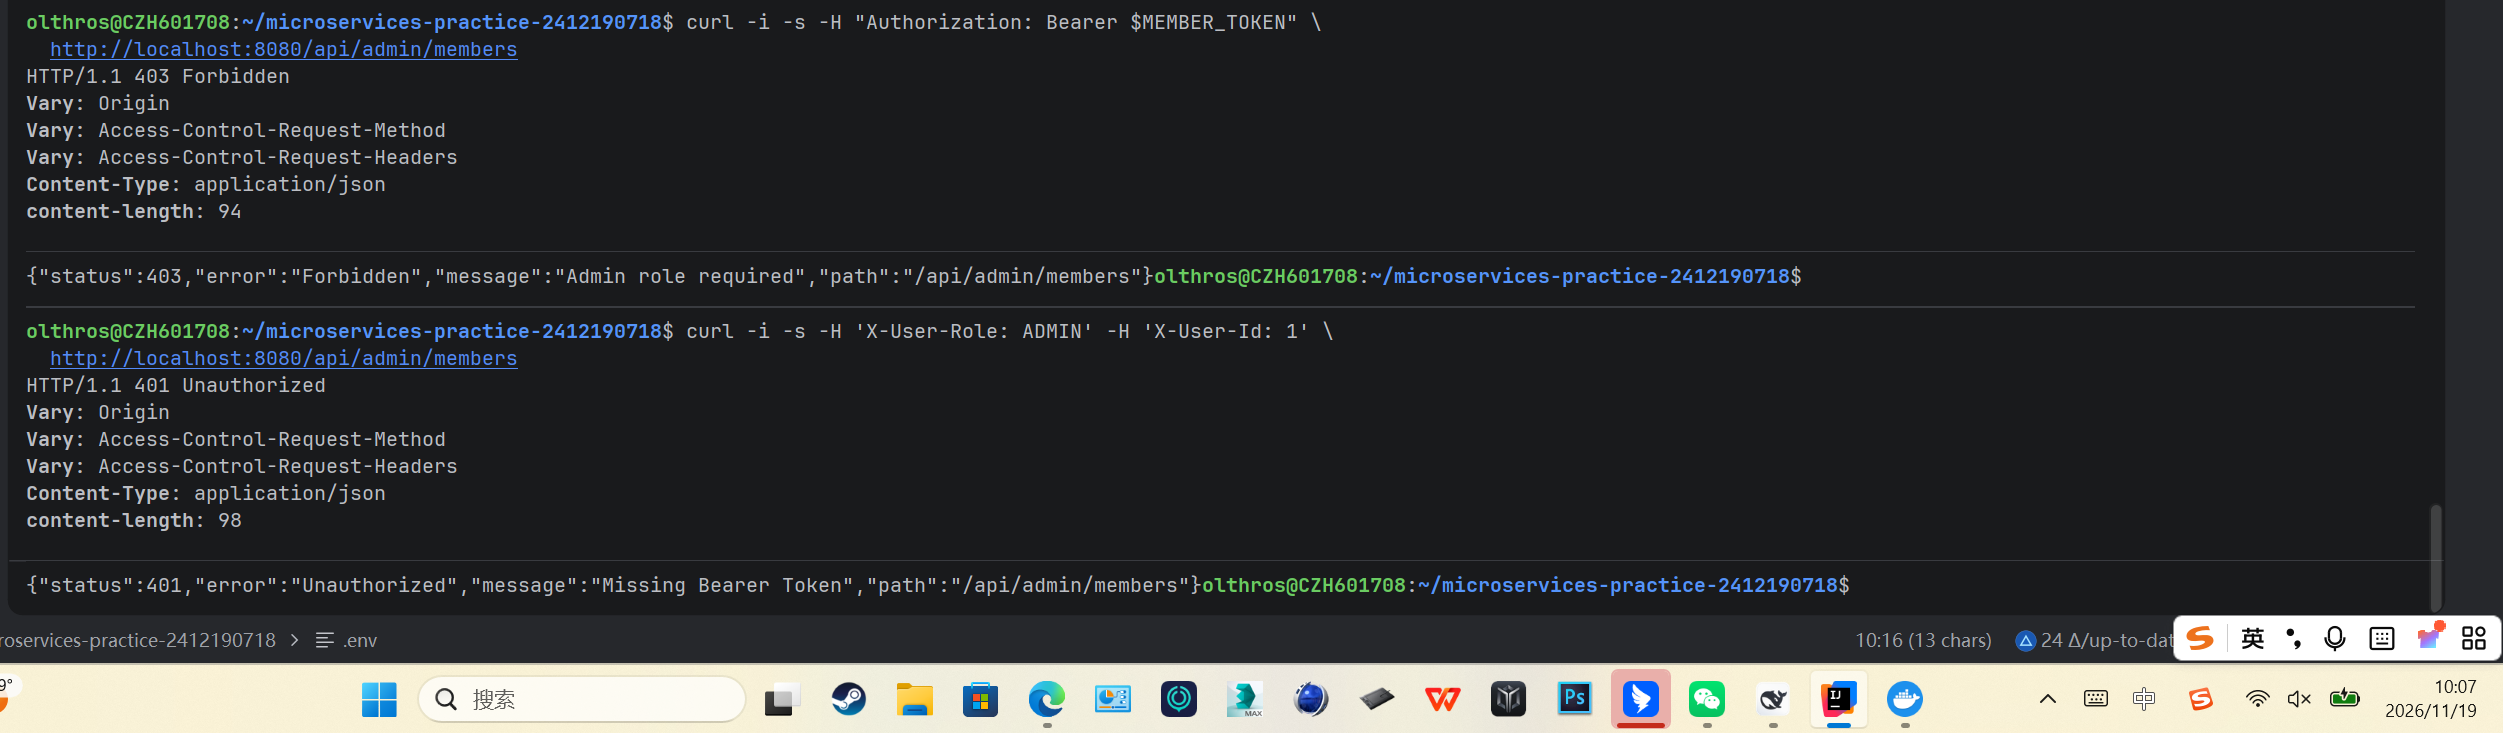 olthros@CZH601708:~/microservices-practice-2412190718$ curl -i -s -H "Authorization: Bearer $MEMBER_TOKEN" \
  http://localhost:8080/api/admin/members
HTTP/1.1 403 Forbidden
Vary: Origin
Vary: Access-Control-Request-Method
Vary: Access-Control-Request-Headers
Content-Type: application/json
content-length: 94
{"status":403,"error":"Forbidden","message":"Admin role required","path":"/api/admin/members"}olthros@CZH601708:~/microservices-practice-2412190718$
olthros@CZH601708:~/microservices-practice-2412190718$ curl -i -s -H 'X-User-Role: ADMIN' -H 'X-User-Id: 1' \
  http://localhost:8080/api/admin/members
HTTP/1.1 401 Unauthorized
Vary: Origin
Vary: Access-Control-Request-Method
Vary: Access-Control-Request-Headers
Content-Type: application/json
content-length: 98
{"status":401,"error":"Unauthorized","message":"Missing Bearer Token","path":"/api/admin/members"}olthros@CZH601708:~/microservices-practice-2412190718$
roservices-practice-2412190718 > .env 10:16 (13 chars) 24 Δ/up-to-dat 英
9° 搜索 MAX Ps IJ 中 10:07
2026/11/19